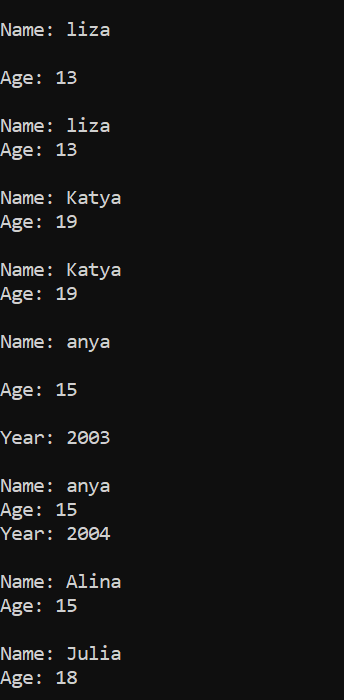 Name: liza
Age: 13
Name: liza
Age: 13
Name: Katya
Age: 19
Name: Katya
Age: 19
Name: anya
Age: 15
Year: 2003
Name: anya
Age: 15
Year: 2004
Name: Alina
Age: 15
Name: Julia
Age: 18